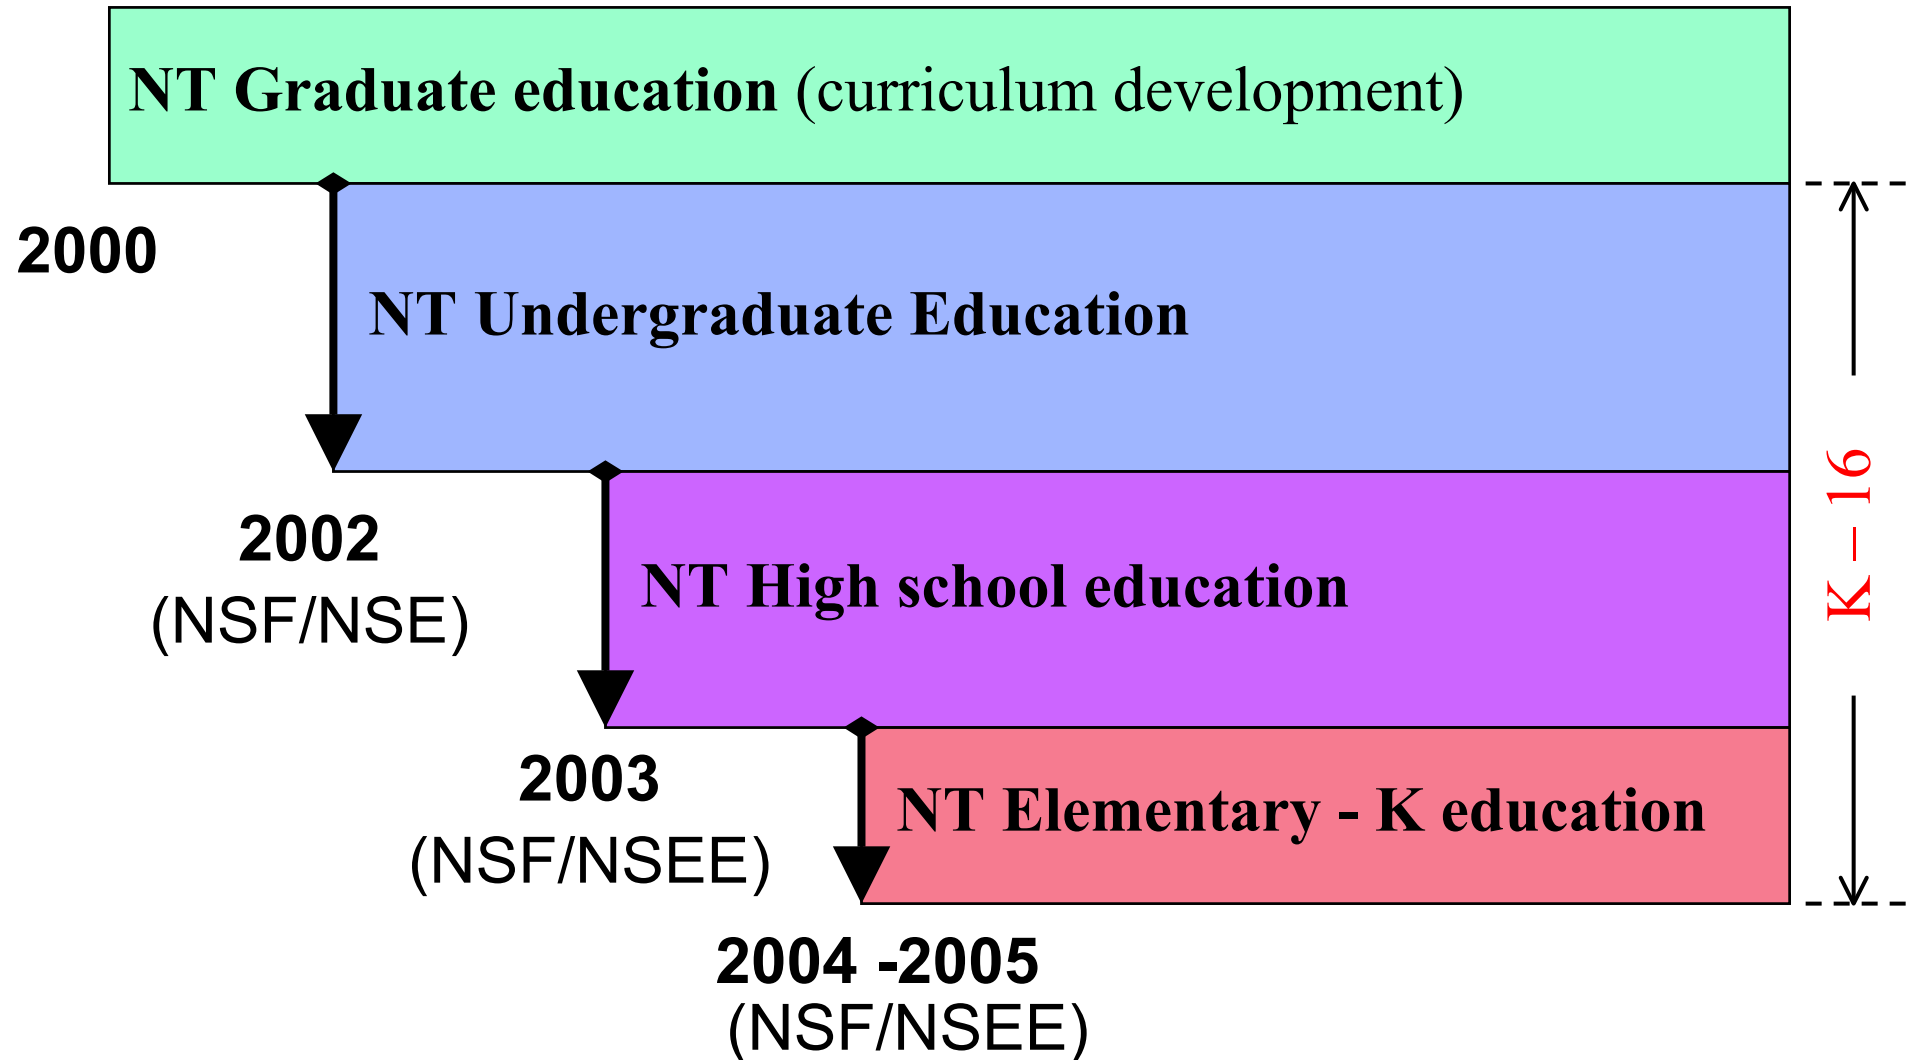 NT Graduate education (curriculum development)
2000
NT Undergraduate Education
2002
(NSF/NSE)
NT High school education
K – 16
2003
(NSF/NSEE)
NT Elementary - K education
2004 -2005
(NSF/NSEE)